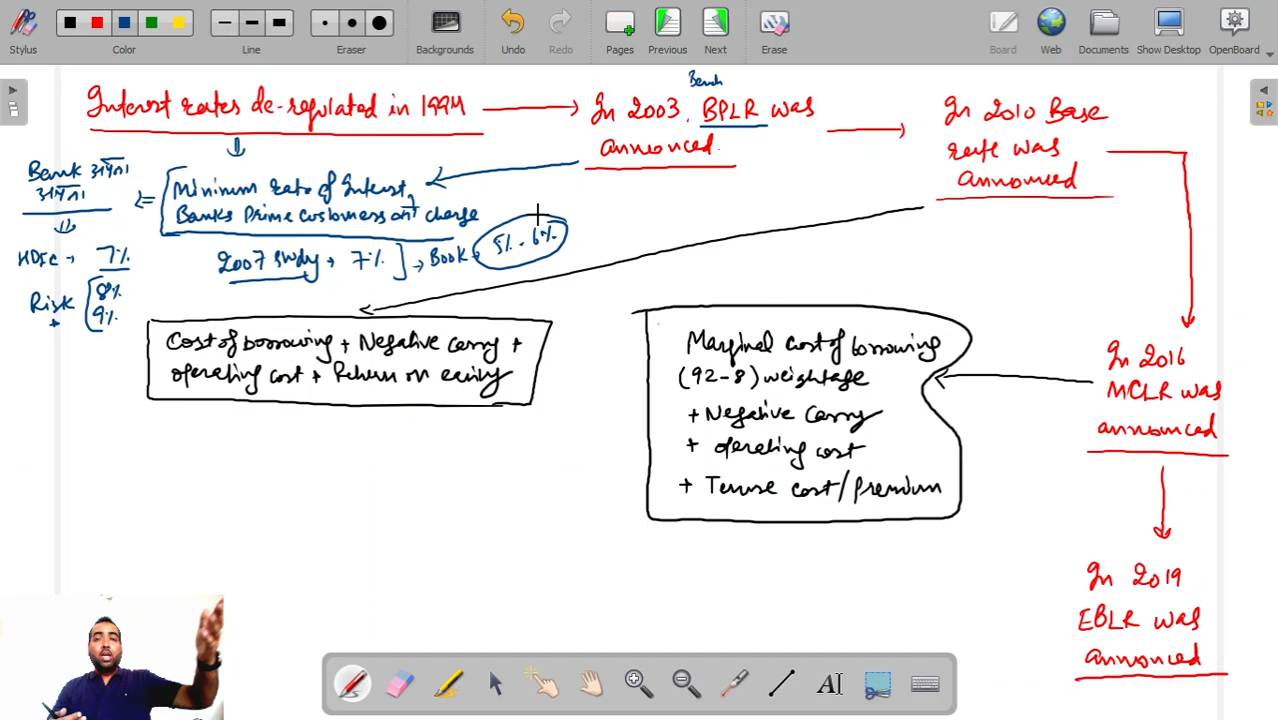 Stylus
Color
Line
Eraser
Backgrounds
Undo
Redo
Pages
Previous
Next
Erase
Board
Web
Documents
Show Desktop
OpenBoard
Interest rates de-regulated in 1994
Bench
In 2003, BPLR was
announced
In 2010 Base
rate was
announced
Bank अपना
अपना
HDFC → 7%
Risk
8%
9%
Minimum rate of Interest,
Banks Prime customers on charge
2007 study → 7%
→ Book → 5% - 6%
Cost of borrowing + Negative carry +
operating cost + Return on equity
Marginal cost of borrowing
(92-8) weightage
+ Negative carry
+ operating cost
+ Tenure cost/Premium
In 2016
MCLR was
announced
In 2019
EBLR was
announced